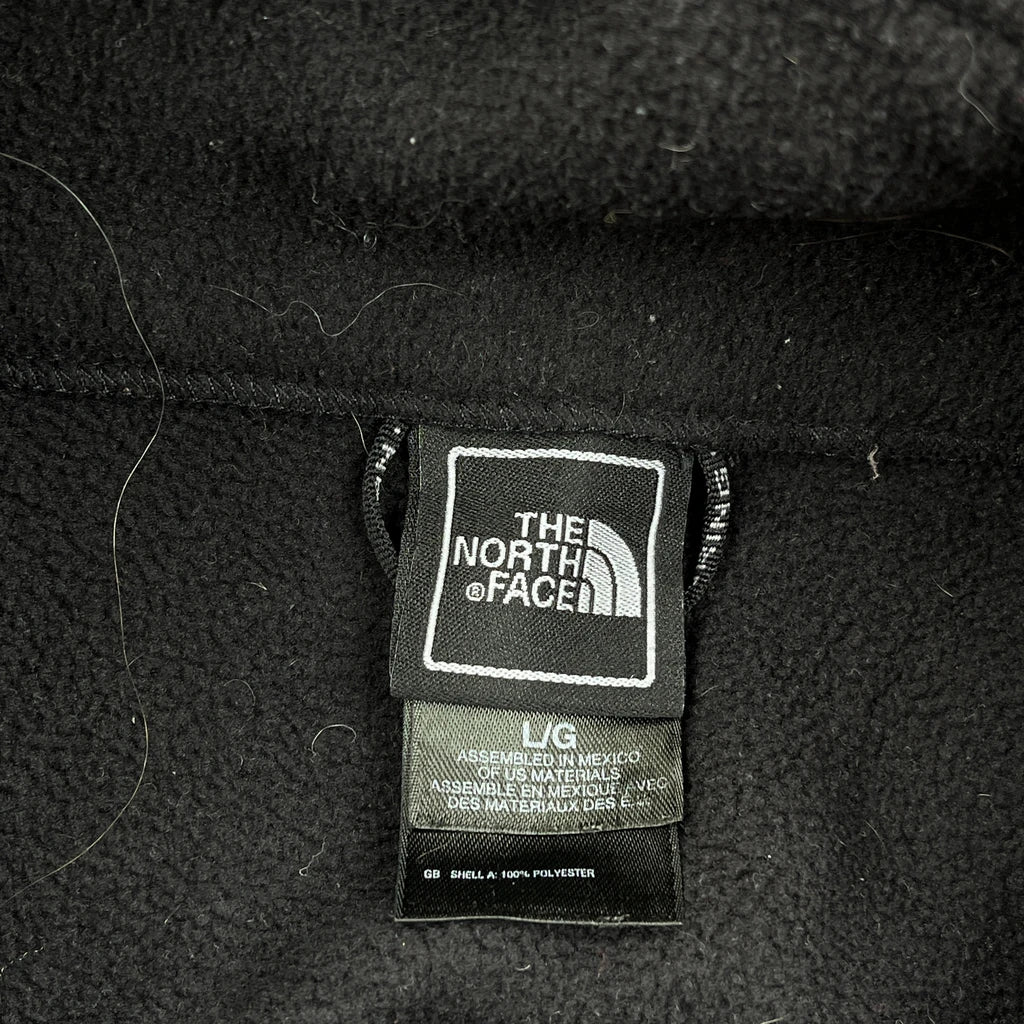 THE
NORTH
® FACE
L/G
ASSEMBLED IN MEXICO
OF US MATERIALS
ASSEMBLE EN MEXIQUE AVEC
DES MATERIAUX DES E.
GB SHELL A: 100% POLYESTER